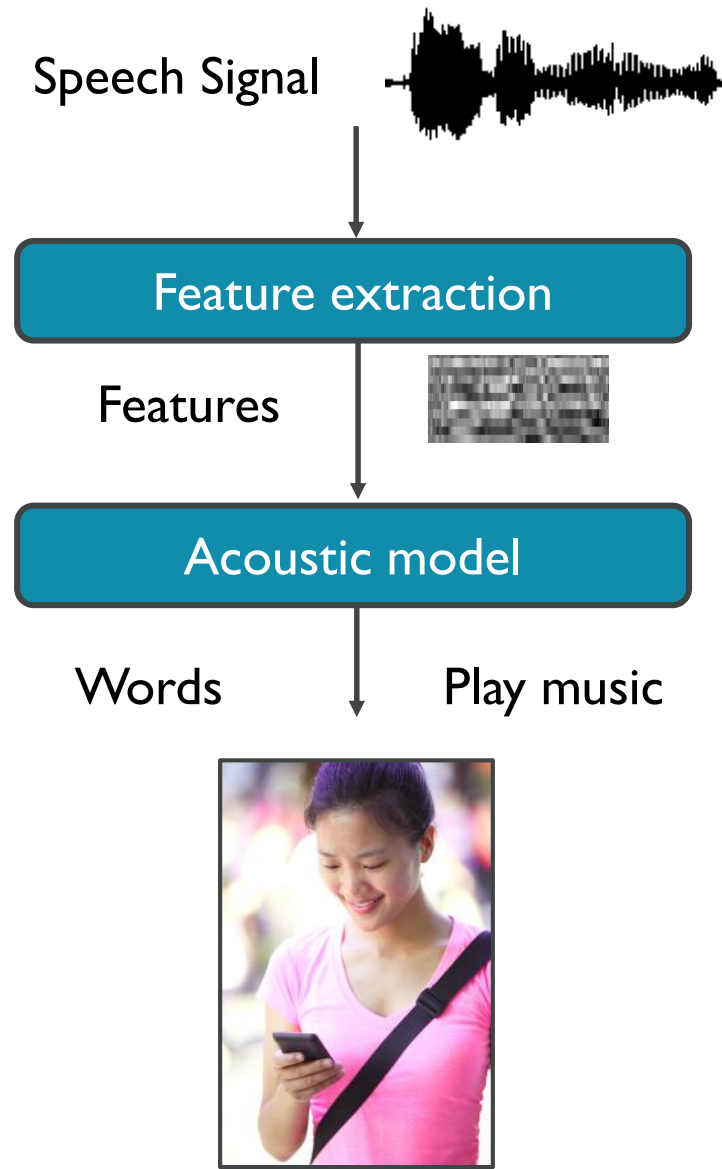 Speech Signal
Feature extraction
Features
Acoustic model
Words Play music